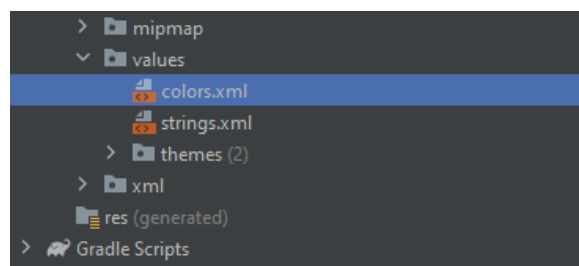 mipmap
values
colors.xml
strings.xml
themes (2)
xml
res (generated)
Gradle Scripts